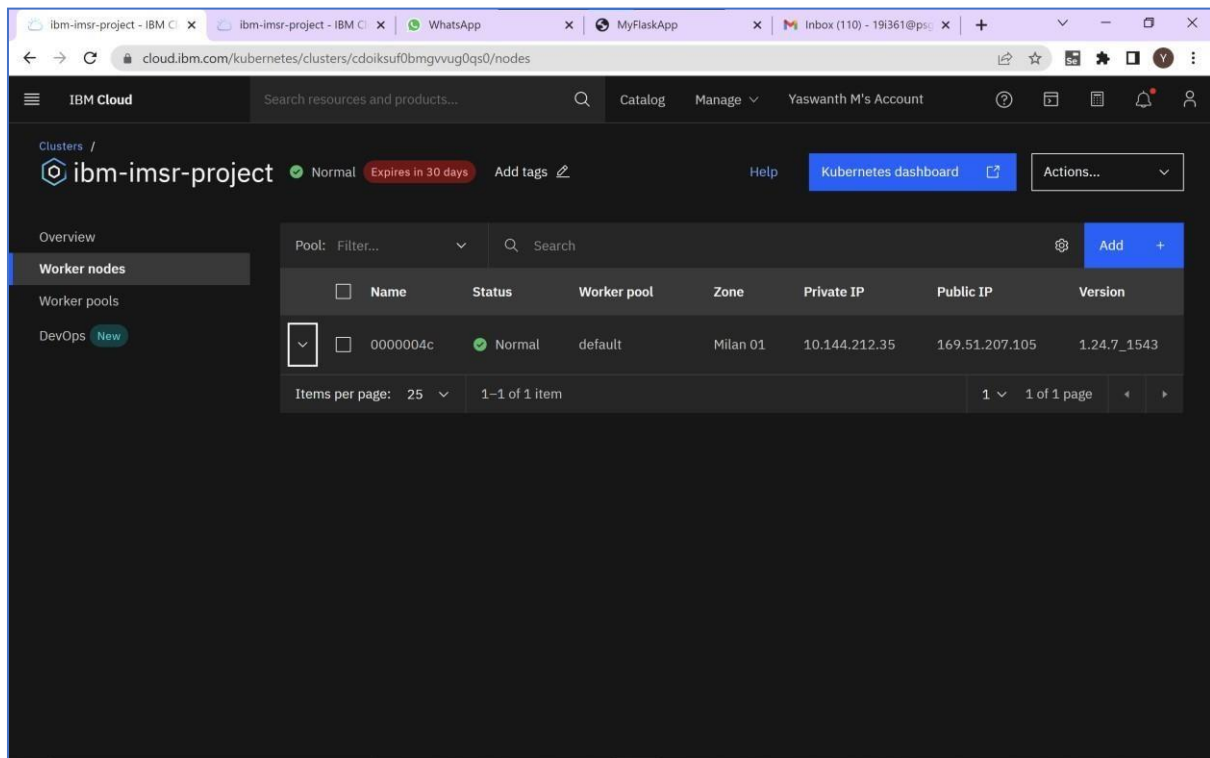 ibm-imsr-project - IBM Cl ibm-imsr-project - IBM Cl WhatsApp MyFlaskApp Inbox (110) - 19i361@psg
cloud.ibm.com/kubernetes/clusters/cdeiksuf0bmgvvug0qs0/nodes Se Y
IBM Cloud Search resources and products... Catalog Manage Yaswanth M's Account
Clusters /
ibm-imsr-project Normal Expires in 30 days Add tags Help Kubernetes dashboard Actions...
Overview
Worker nodes
Worker pools
DevOps New
Pool: Filter... Search Add +
Name Status Worker pool Zone Private IP Public IP Version
0000004c Normal default Milan 01 10.144.212.35 169.51.207.105 1.24.7_1543
Items per page: 25 1–1 of 1 item 1 1 of 1 page